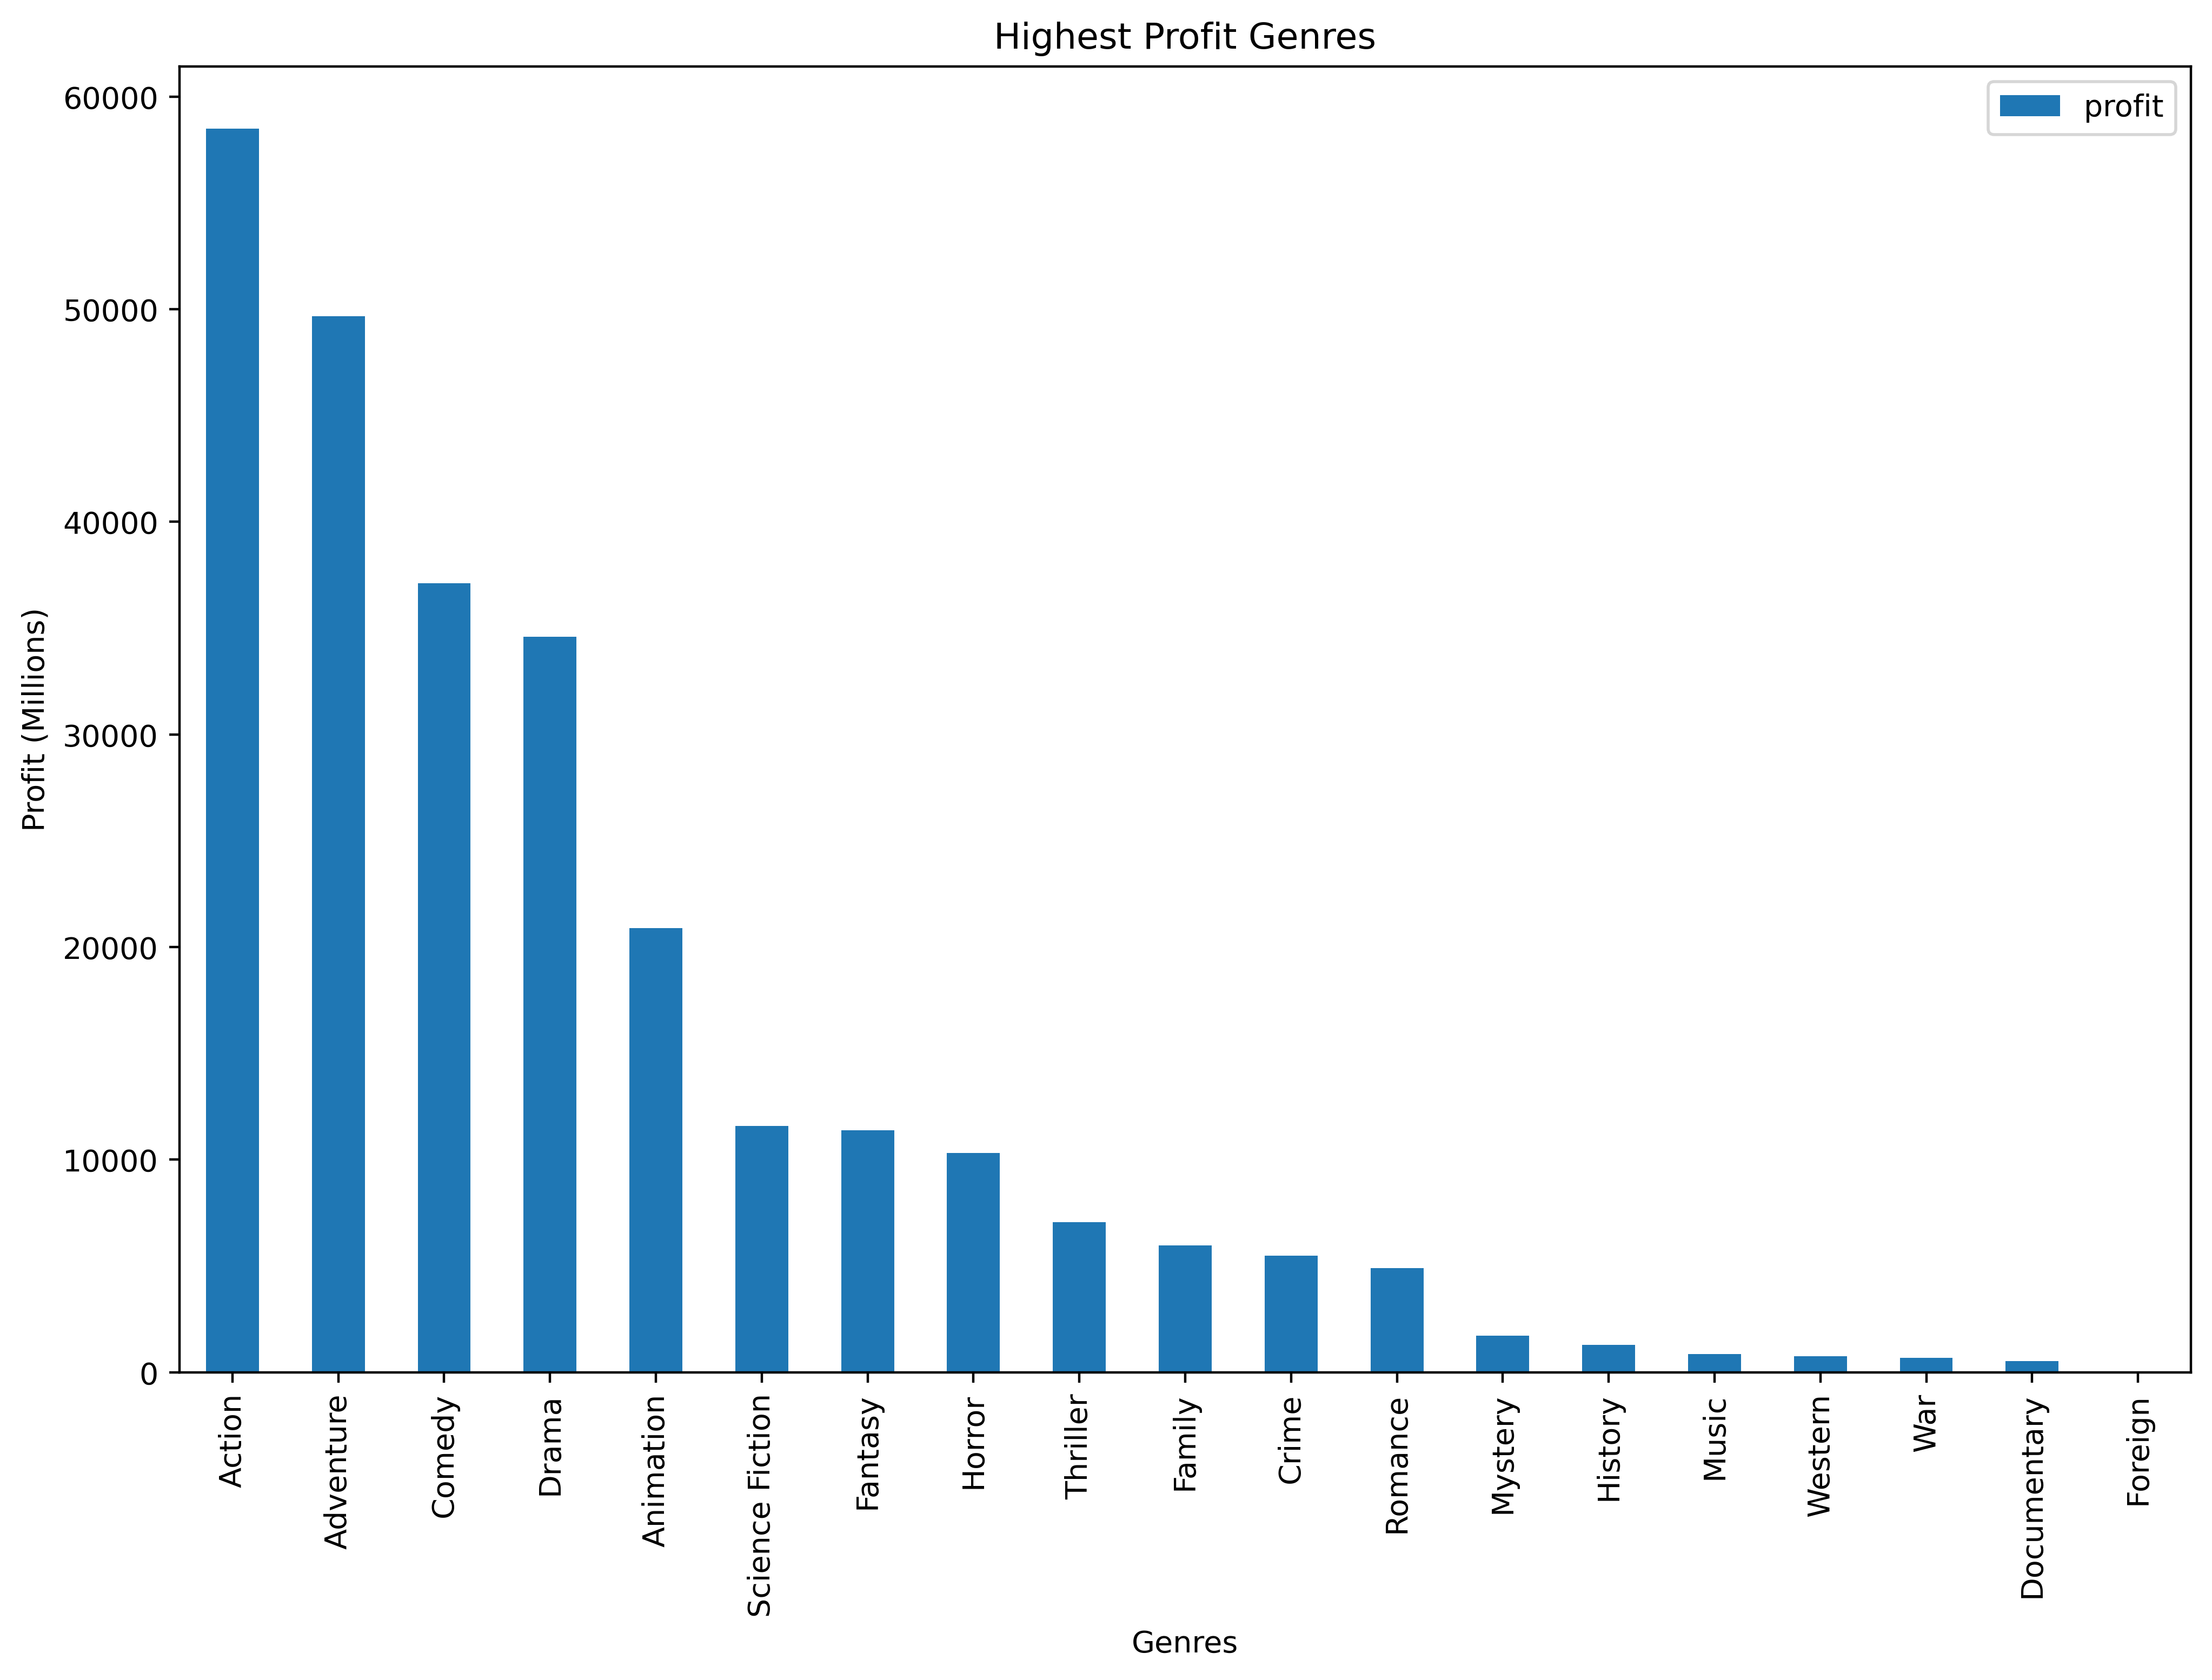 Highest Profit Genres
profit
Profit (Millions)
60000
50000
40000
30000
20000
10000
0
Action
Adventure
Comedy
Drama
Animation
Science Fiction
Fantasy
Horror
Thriller
Family
Crime
Romance
Mystery
History
Music
Western
War
Documentary
Foreign
Genres